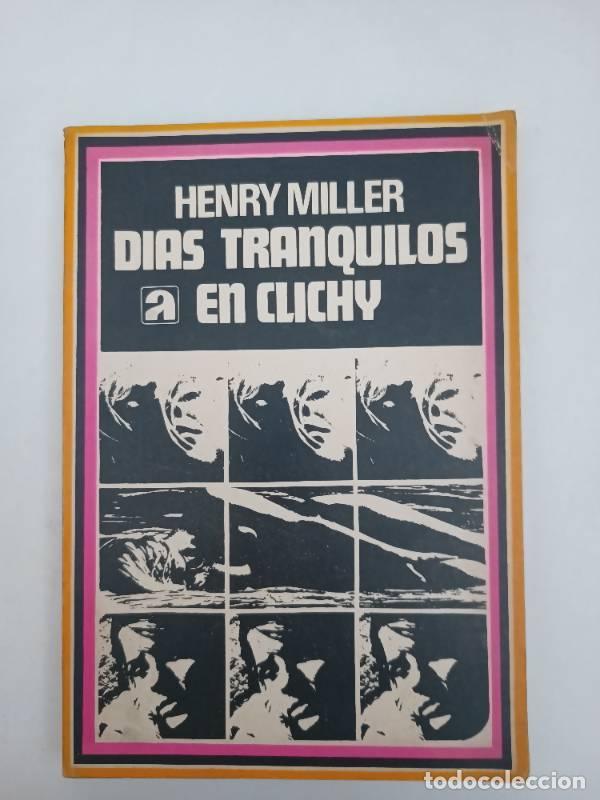 HENRY MILLER
DIAS TRANQUILOS
a EN CLICHY
todocoleccion